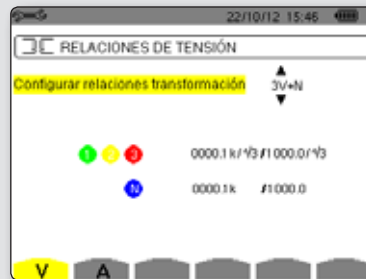 22/10/12 15:46
RELACIONES DE TENSIÓN
Configurar relaciones transformación 3V+N
1 2 3 0000.1 k/√3 /1000.0/√3
N 0000.1k /1000.0
V A